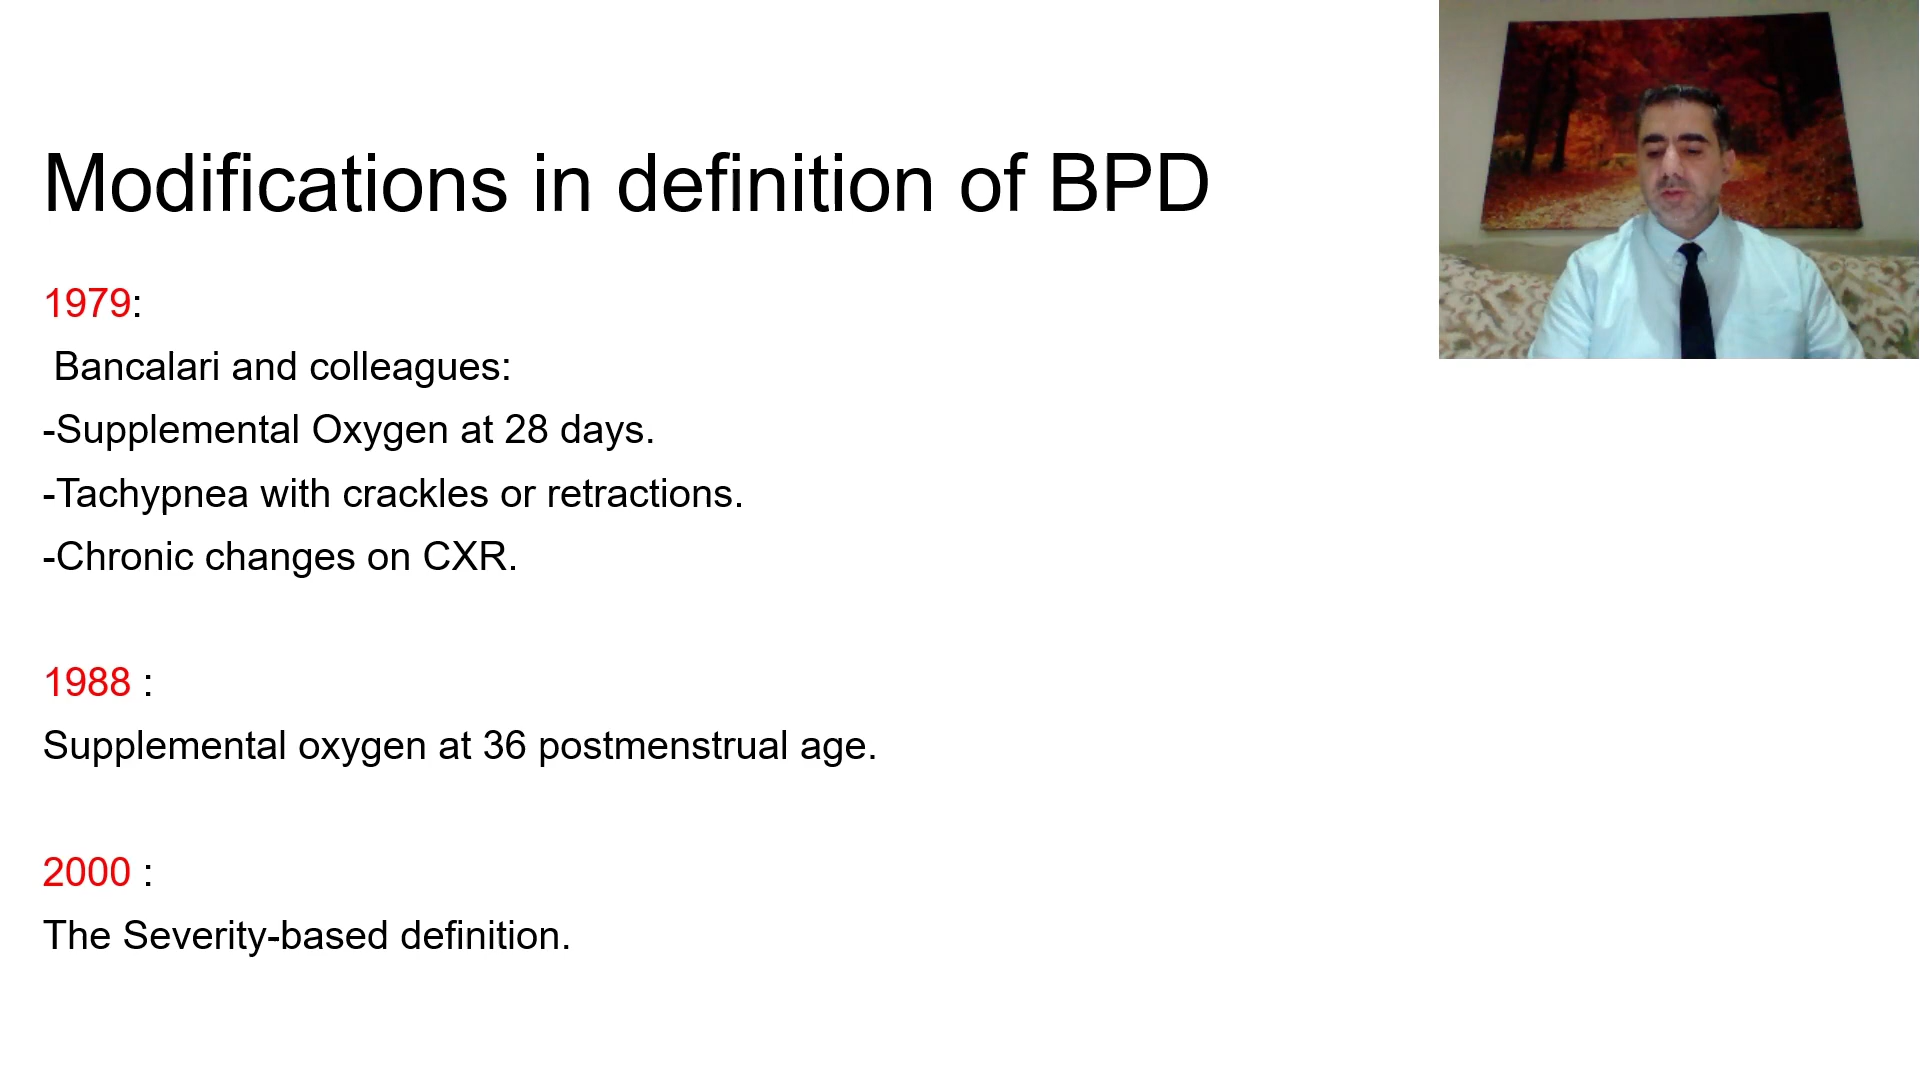 Modifications in definition of BPD
1979:
Bancalari and colleagues:
-Supplemental Oxygen at 28 days.
-Tachypnea with crackles or retractions.
-Chronic changes on CXR.
1988 :
Supplemental oxygen at 36 postmenstrual age.
2000 :
The Severity-based definition.